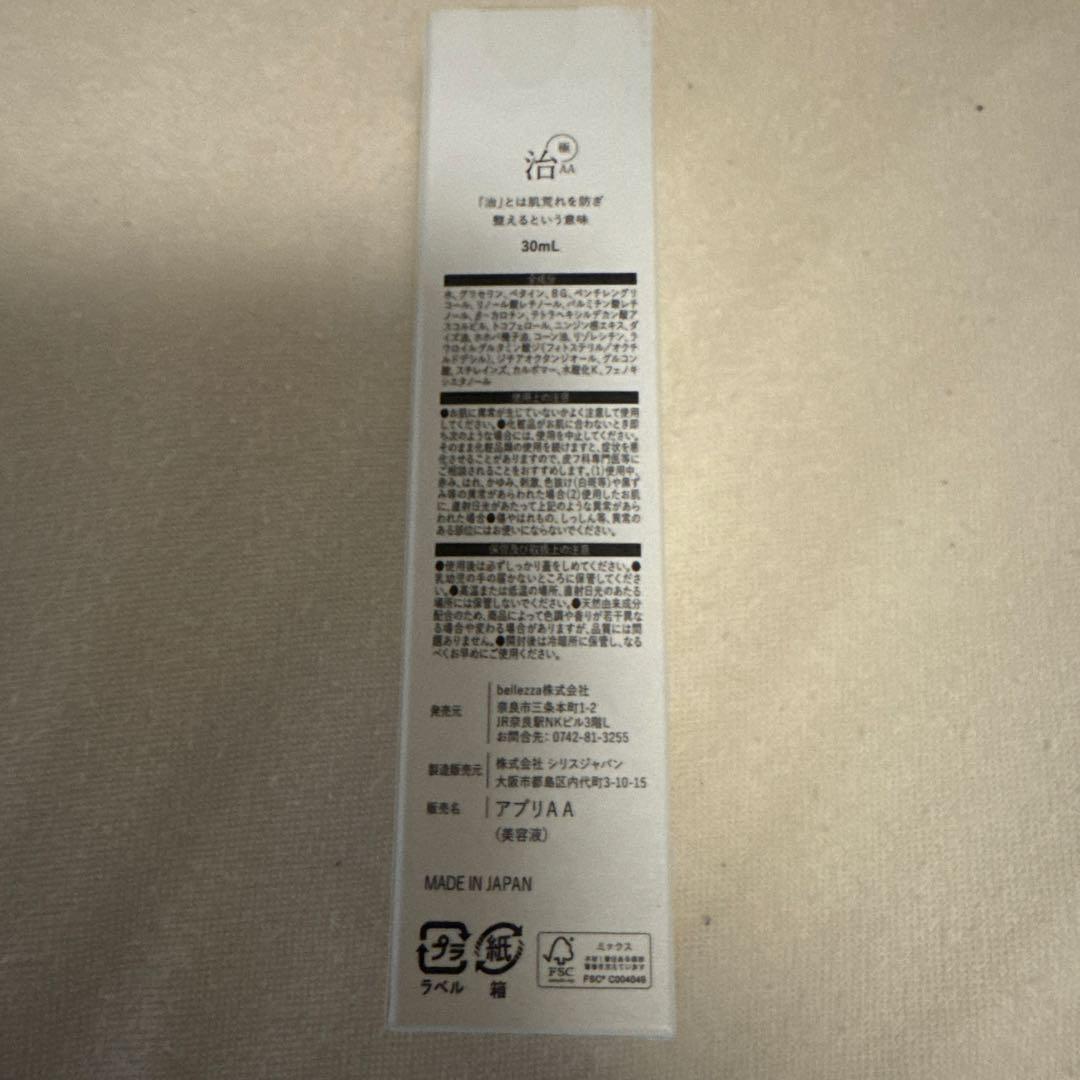 治 極 AA
「治」とは肌荒れを防ぎ
整えるという意味
30mL
全成分
水、グリセリン、ベタイン、BG、ペンチレングリ
コール、リノール酸レチノール、パルミチン酸レチ
ノール、β-カロチン、テトラヘキシルデカン酸ア
スコルビル、トコフェロール、ニンジン根エキス、ダ
イズ油、ホホバ種子油、コーン油、リゾレシチン、ラ
ウロイルグルタミン酸ジ(フィトステリル/オクチ
ルドデシル)、ジチアオクタンジオール、グルコン
酸、スチレインズ、カルボマー、水酸化K、フェノキ
シエタノール
使用上の注意
●お肌に異常が生じていないかよく注意して使用
してください。●化粧品がお肌に合わないとき即
ち次のような場合には、使用を中止してください。
そのまま化粧品類の使用を続けますと、症状を悪
化させることがありますので、皮フ科専門医等に
ご相談されることをおすすめします。(1)使用中、
赤み、はれ、かゆみ、刺激、色抜け(白斑等)や黒ず
み等の異常があらわれた場合(2)使用したお肌
に、直射日光があたって上記のような異常があら
われた場合●傷やはれもの、しっしん等、異常の
ある部位にはお使いにならないでください。
保管及び取扱上の注意
●使用後は必ずしっかり蓋をしめてください。●
乳幼児の手の届かないところに保管してくださ
い。●高温または低温の場所、直射日光のあたる
場所には保管しないでください。●天然由来成分
配合のため、商品によって色調や香りが若干異な
る場合や変わる場合がありますが、品質には問
題ありません。●開封後は冷暗所に保管し、なる
べくお早めにご使用ください。
発売元 bellezza株式会社
奈良市三条本町1-2
JR奈良駅NKビル3階L
お問合先：0742-81-3255
製造販売元 株式会社 シリスジャパン
大阪市都島区内代町3-10-15
販売名 アプリAA
(美容液)
MADE IN JAPAN
プラ 紙
ラベル 箱
FSC
ミックス
FSC® C004046